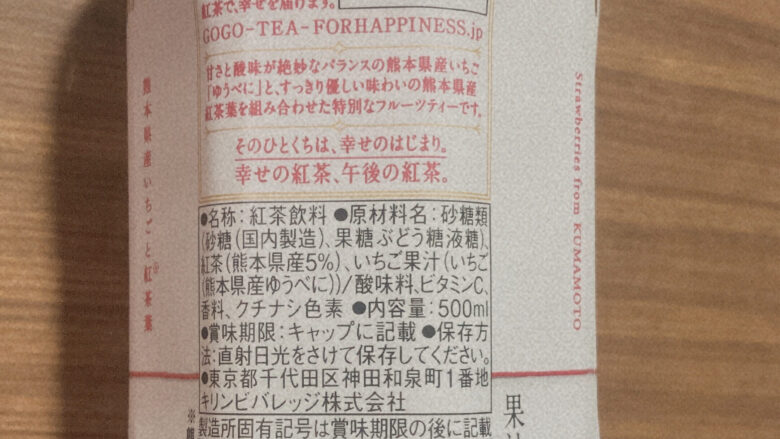 紅茶で、幸せを届けます。
GOGO-TEA-FORHAPPINESS.jp
甘さと酸味が絶妙なバランスの熊本県産いちご
「ゆうべに」と、すっきり優しい味わいの熊本県産
紅茶葉を組み合わせた特別なフルーツティーです。
そのひとくちは、幸せのはじまり。
幸せの紅茶、午後の紅茶。
●名称:紅茶飲料 ●原材料名:砂糖類
(砂糖(国内製造)、果糖ぶどう糖液糖)、
紅茶(熊本県産5%)、いちご果汁(いちご
(熊本県産ゆうべに))/酸味料、ビタミンC、
香料、クチナシ色素 ●内容量:500ml
●賞味期限:キャップに記載 ●保存方
法:直射日光をさけて保存してください。
●東京都千代田区神田和泉町1番地
キリンビバレッジ株式会社
製造所固有記号は賞味期限の後に記載
熊本県産いちごと紅茶葉
Strawberries from KUMAMOTO
果